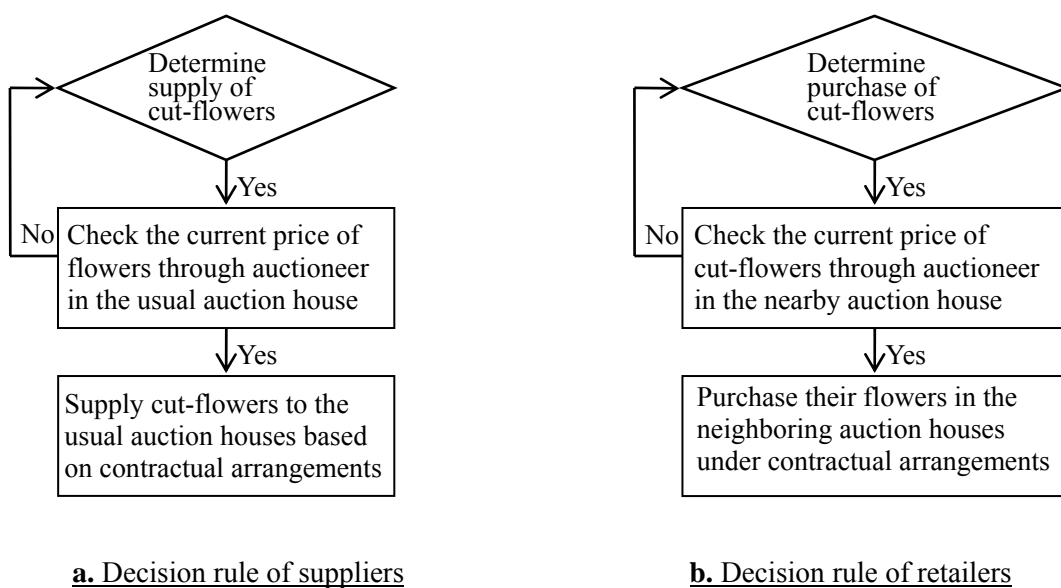 Determine
supply of
cut-flowers
Yes
No
Check the current price of
flowers through auctioneer
in the usual auction house
Yes
Supply cut-flowers to the
usual auction houses based
on contractual arrangements
a. Decision rule of suppliers
Determine
purchase of
cut-flowers
Yes
No
Check the current price of
cut-flowers through auctioneer
in the nearby auction house
Yes
Purchase their flowers in the
neighboring auction houses
under contractual arrangements
b. Decision rule of retailers